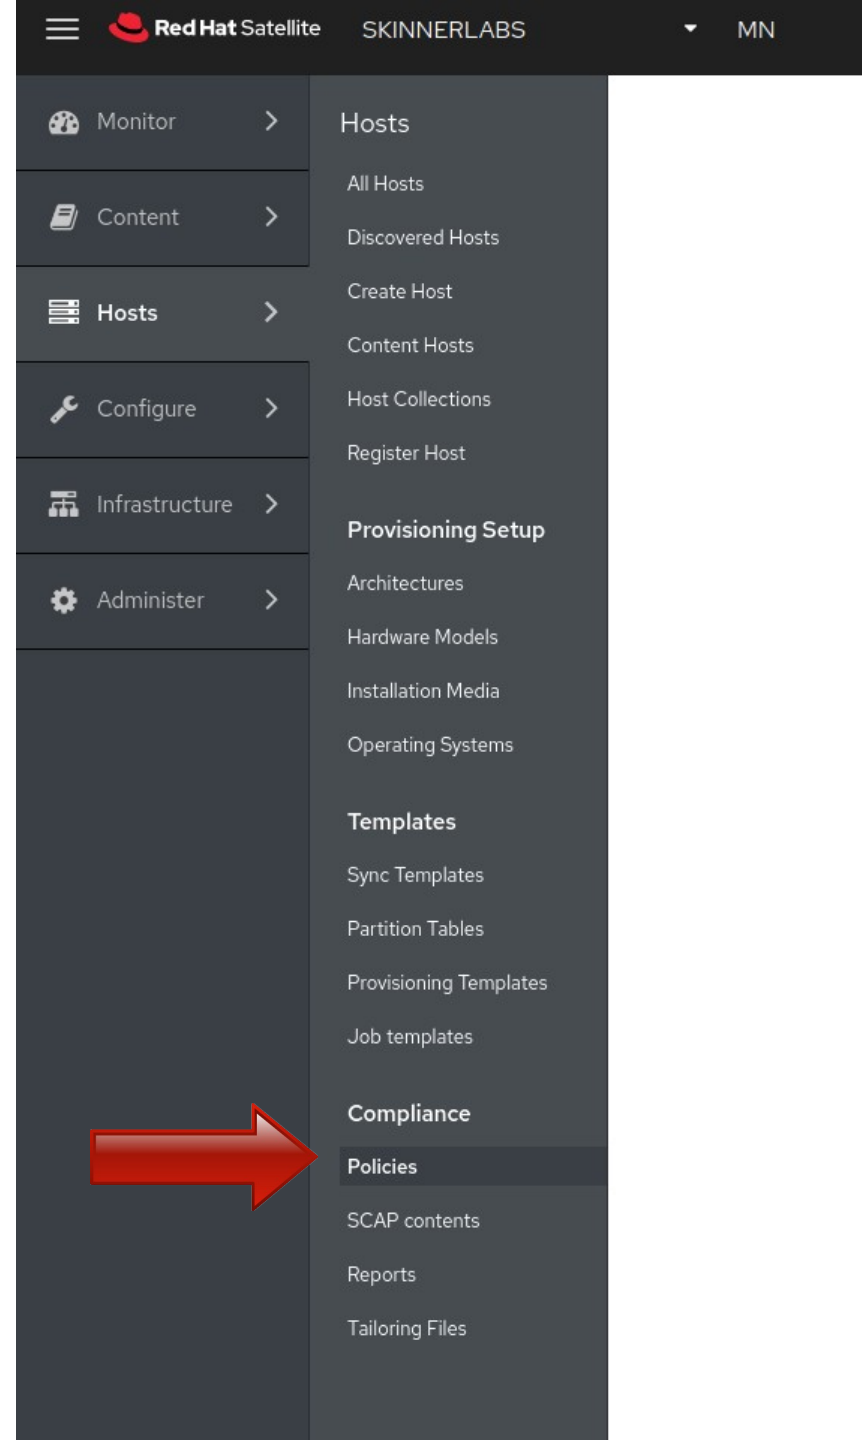 Red Hat Satellite SKINNERLABS MN
Monitor
Content
Hosts
Configure
Infrastructure
Administer
Hosts
All Hosts
Discovered Hosts
Create Host
Content Hosts
Host Collections
Register Host
Provisioning Setup
Architectures
Hardware Models
Installation Media
Operating Systems
Templates
Sync Templates
Partition Tables
Provisioning Templates
Job templates
Compliance
Policies
SCAP contents
Reports
Tailoring Files